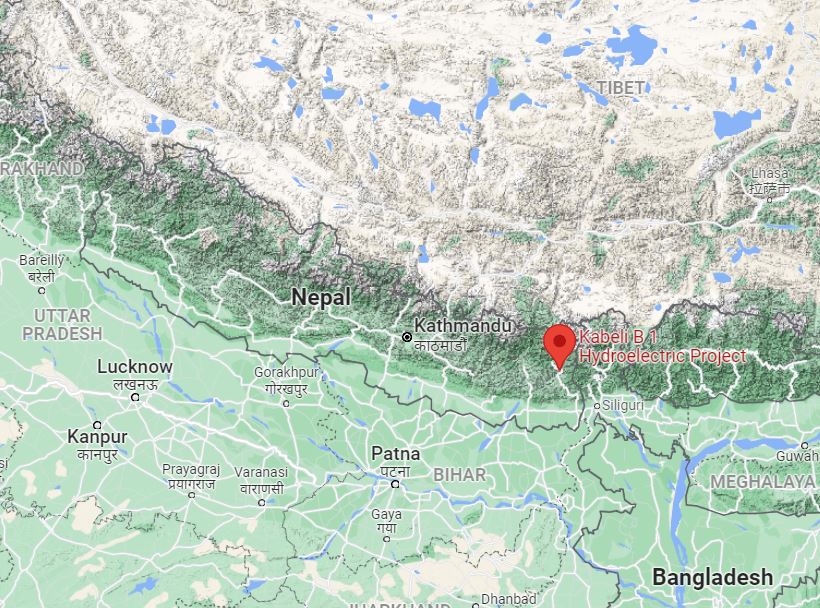 TIBET
Lhasa
拉萨市
RAKHAND
Bareilly
बरेली
Nepal
Kathmandu
काठमाडौं
Kabeli B 1
Hydroelectric Project
UTTAR
PRADESH
Lucknow
लखनऊ
Gorakhpur
गोरखपुर
Siliguri
Kanpur
कानपुर
Patna
पटना
BIHAR
Guwah
MEGHALAYA
Prayagraj
प्रयागराज
Varanasi
वाराणसी
Gaya
गया
Bangladesh
Dhanbad
JHARKHAND